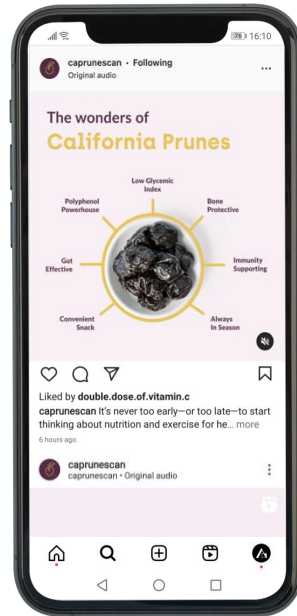 76 16:10
caprunescan • Following
Original audio
The wonders of
California Prunes
Low Glycemic
Index
Polyphenol
Powerhouse
Bone
Protective
Gut
Effective
Immunity
Supporting
Convenient
Snack
Always
In Season
Liked by double.dose.of.vitamin.c
caprunescan It's never too early—or too late—to start
thinking about nutrition and exercise for he... more
6 hours ago
caprunescan
caprunescan • Original audio